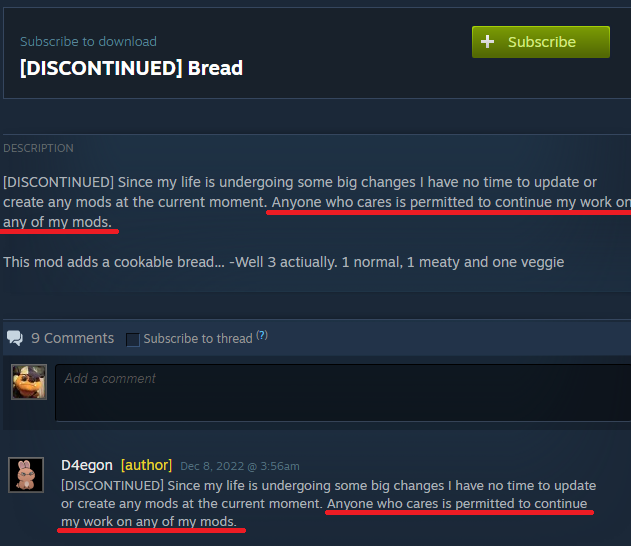 Subscribe to download
[DISCONTINUED] Bread
Subscribe
DESCRIPTION
[DISCONTINUED] Since my life is undergoing some big changes I have no time to update or
create any mods at the current moment. Anyone who cares is permitted to continue my work on
any of my mods.
This mod adds a cookable bread... -Well 3 actiually. 1 normal, 1 meaty and one veggie
9 Comments
Subscribe to thread (?)
Add a comment
D4egon [author] Dec 8, 2022 @ 3:56am
[DISCONTINUED] Since my life is undergoing some big changes I have no time to update
or create any mods at the current moment. Anyone who cares is permitted to continue
my work on any of my mods.